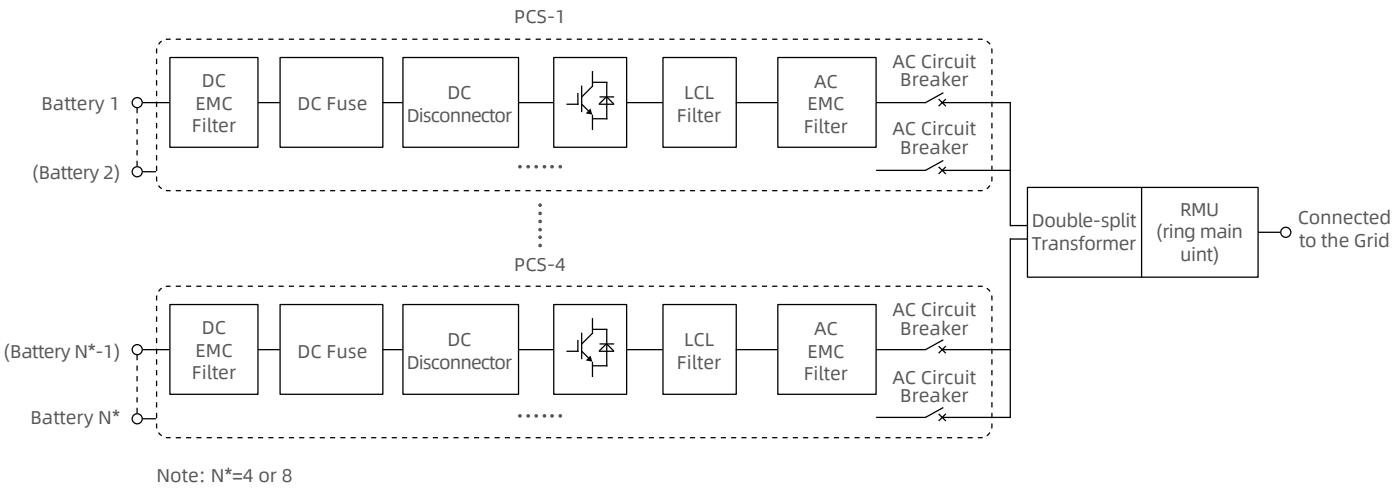 PCS-1
Battery 1
DC
EMC
Filter
DC Fuse
DC
Disconnector
LCL
Filter
AC
EMC
Filter
AC Circuit
Breaker
(Battery 2)
AC Circuit
Breaker
Double-split
Transformer
RMU
(ring main
uint)
Connected
to the Grid
PCS-4
(Battery N*-1)
DC
EMC
Filter
DC Fuse
DC
Disconnector
LCL
Filter
AC
EMC
Filter
AC Circuit
Breaker
Battery N*
AC Circuit
Breaker
Note: N*=4 or 8